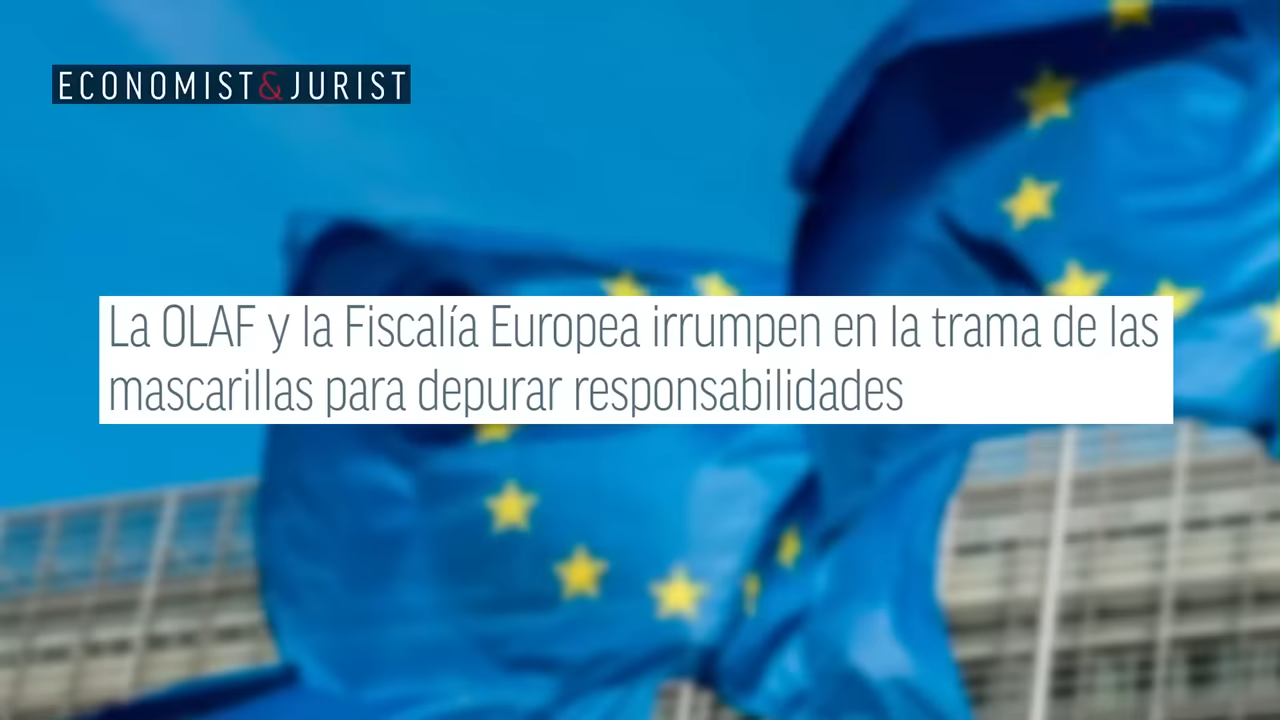 ECONOMIST&JURIST
La OLAF y la Fiscalía Europea irrumpen en la trama de las
mascarillas para depurar responsabilidades